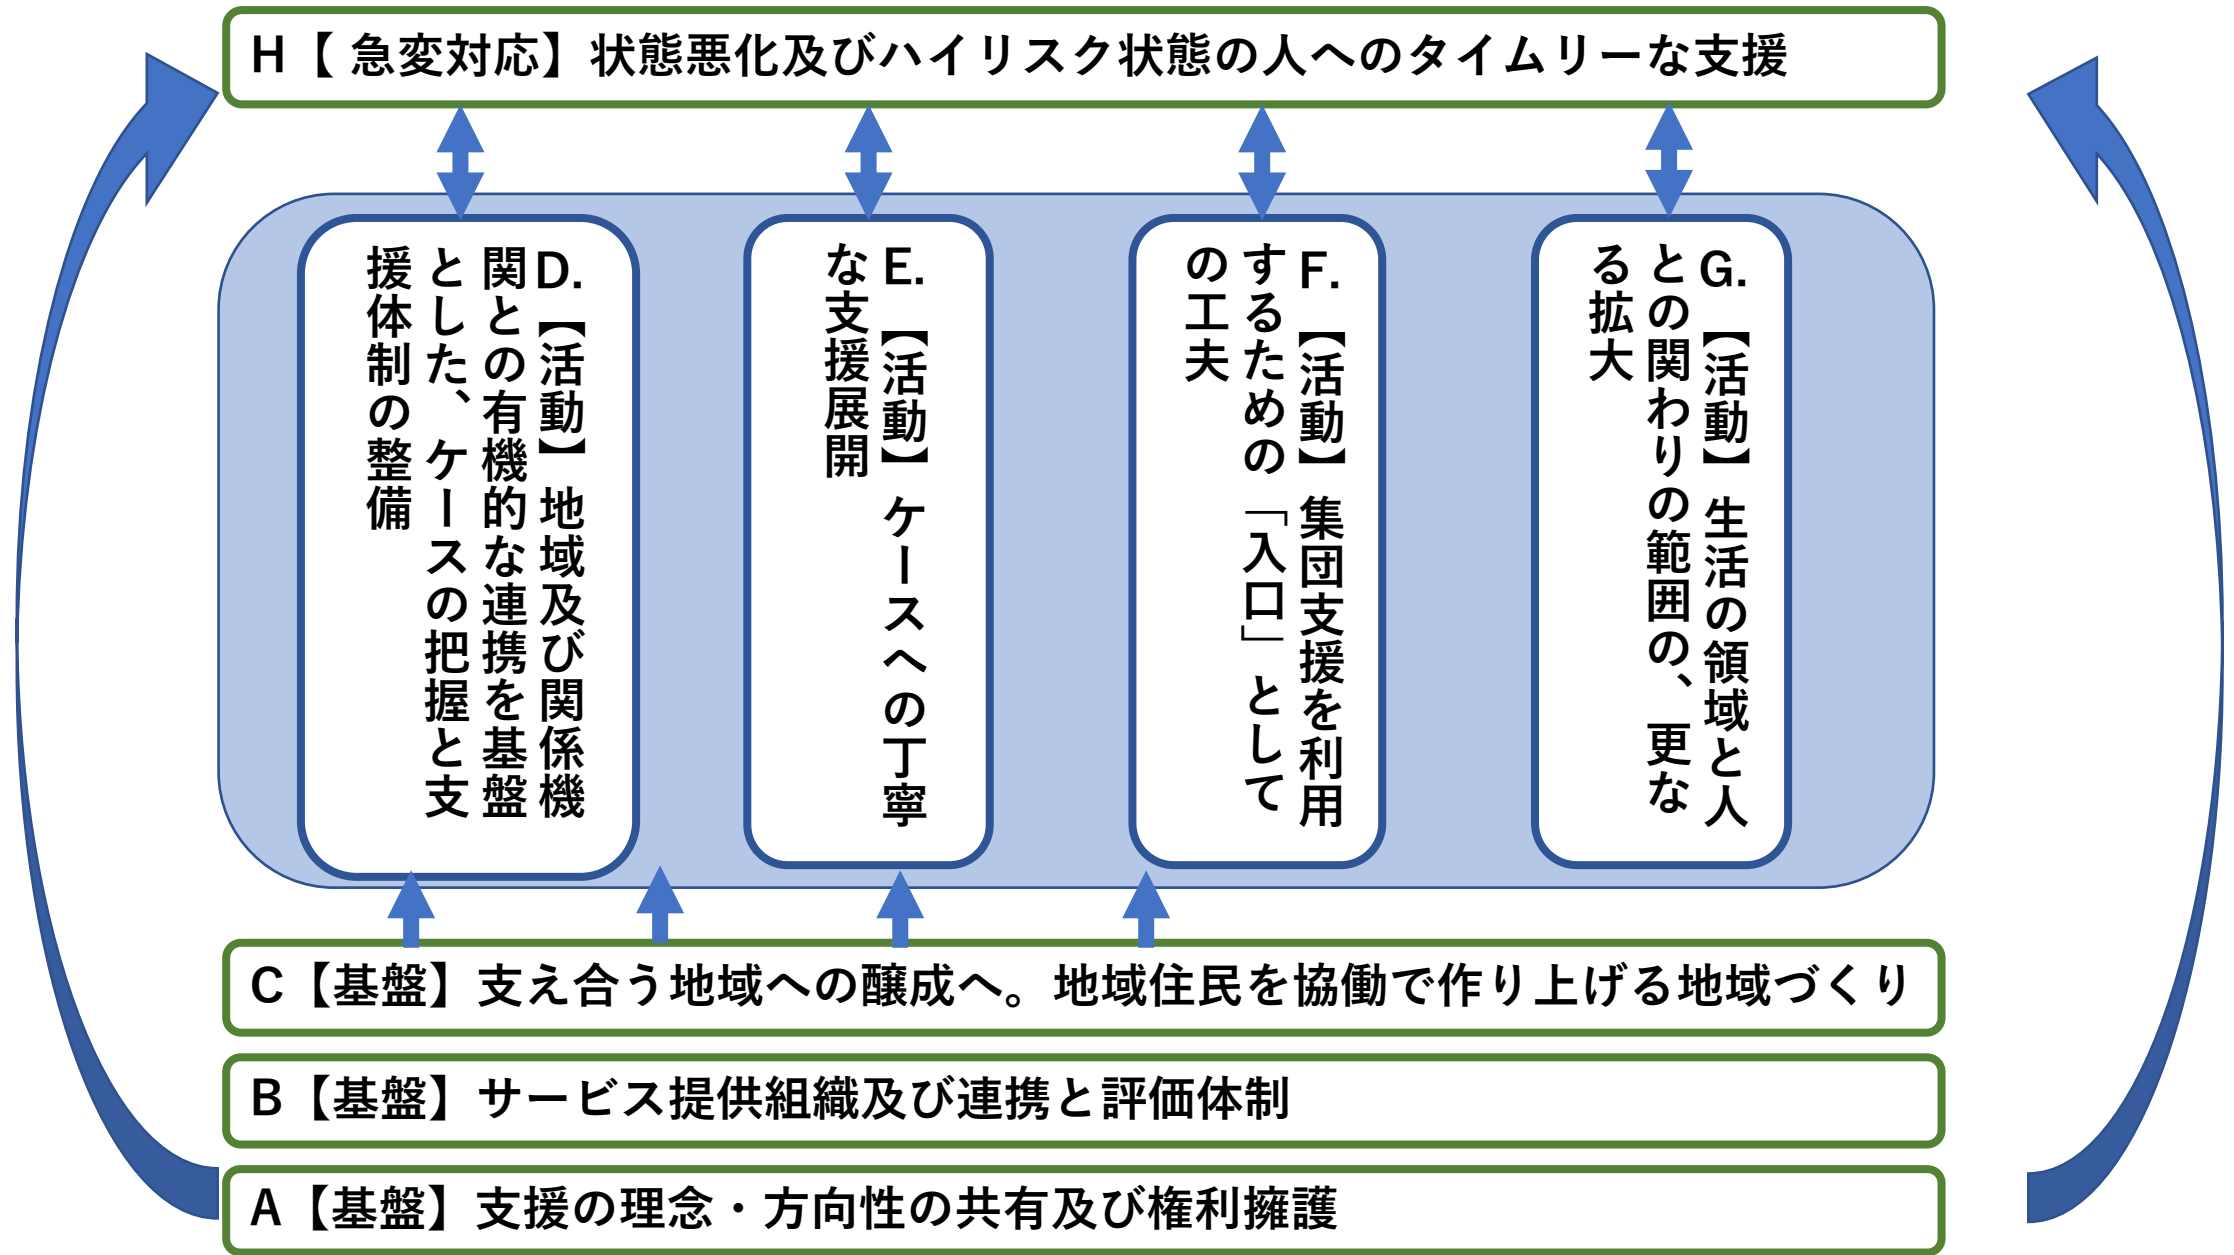 H【 急変対応】状態悪化及びハイリスク状態の人へのタイムリーな支援
D.【活動】地域及び関係機
関との有機的な連携を基盤
とした、ケースの把握と支
援体制の整備
E.【活動】ケースへの丁寧
な支援展開
F.【活動】集団支援を利用
するための「入口」として
の工夫
G.【活動】生活の領域と人
との関わりの範囲の、更な
る拡大
C【基盤】支え合う地域への醸成へ。地域住民を協働で作り上げる地域づくり
B【基盤】サービス提供組織及び連携と評価体制
A【基盤】支援の理念・方向性の共有及び権利擁護